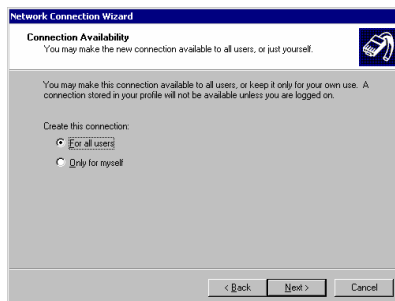 Network Connection Wizard
Connection Availability
You may make the new connection available to all users, or just yourself.
You may make this connection available to all users, or keep it only for your own use. A
connection stored in your profile will not be available unless you are logged on.
Create this connection:
For all users
Only for myself
< Back Next > Cancel